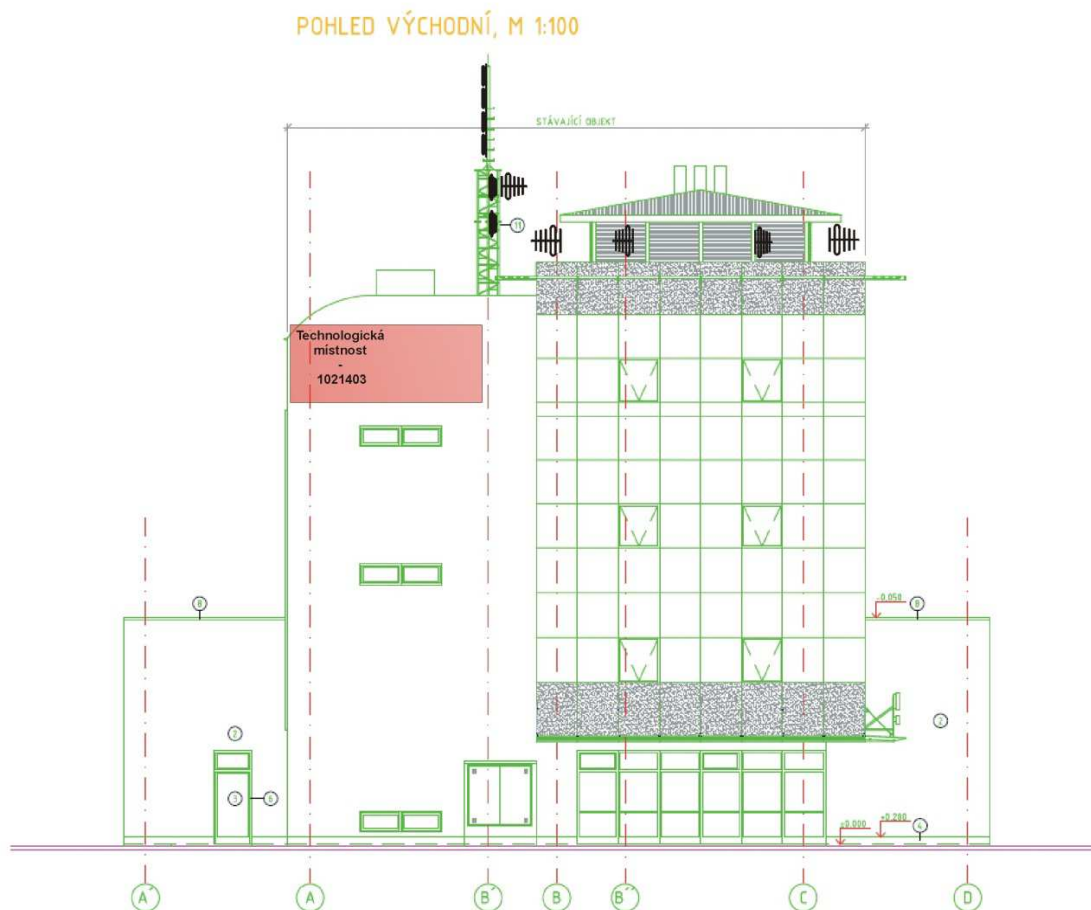 POHLED VÝCHODNÍ, M 1:100
STÁVAJÍCÍ OBJEKT
11
Technologická
místnost
-
1021403
8
-0.050
8
2
2
3
6
±0.000
+0.280
4
A´
A
B´
B
B´´
C
D